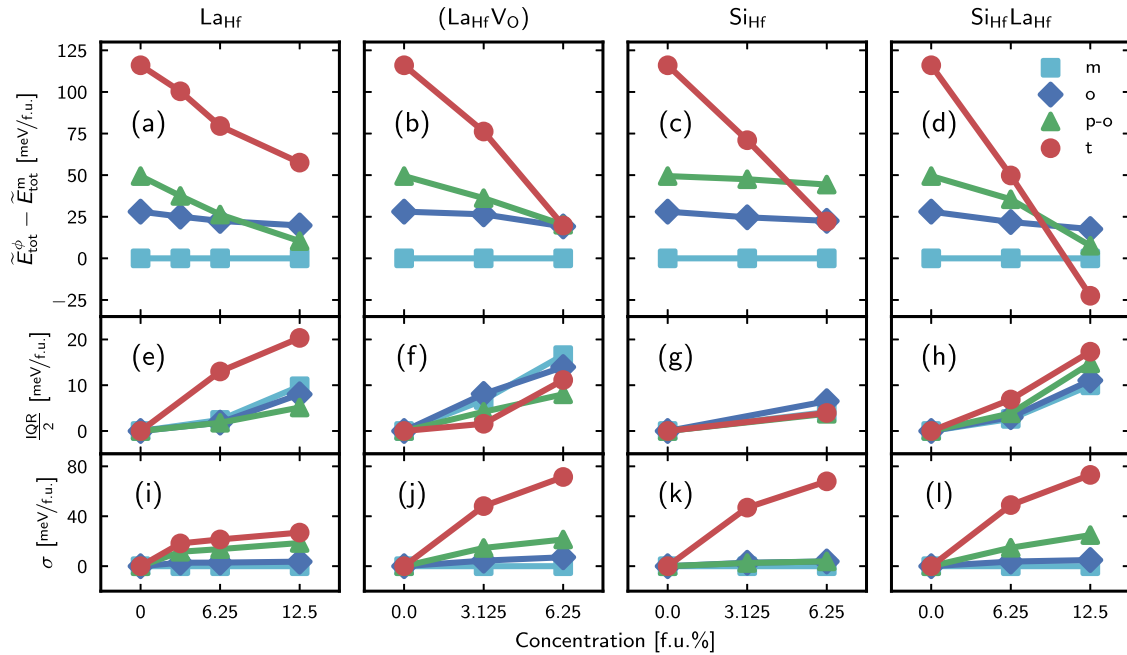 La_Hf (La_Hf V_O) Si_Hf Si_Hf La_Hf
125
100
75
50
25
0
−25
Ẽ^ϕ_tot − Ẽ^m_tot [meV/f.u.]
(a) (b) (c) (d)
m
o
p-o
t
20
10
0
IQR/2 [meV/f.u.]
(e) (f) (g) (h)
80
40
0
σ [meV/f.u.]
(i) (j) (k) (l)
0 6.25 12.5 0.0 3.125 6.25 0.0 3.125 6.25 0.0 6.25 12.5
Concentration [f.u.%]